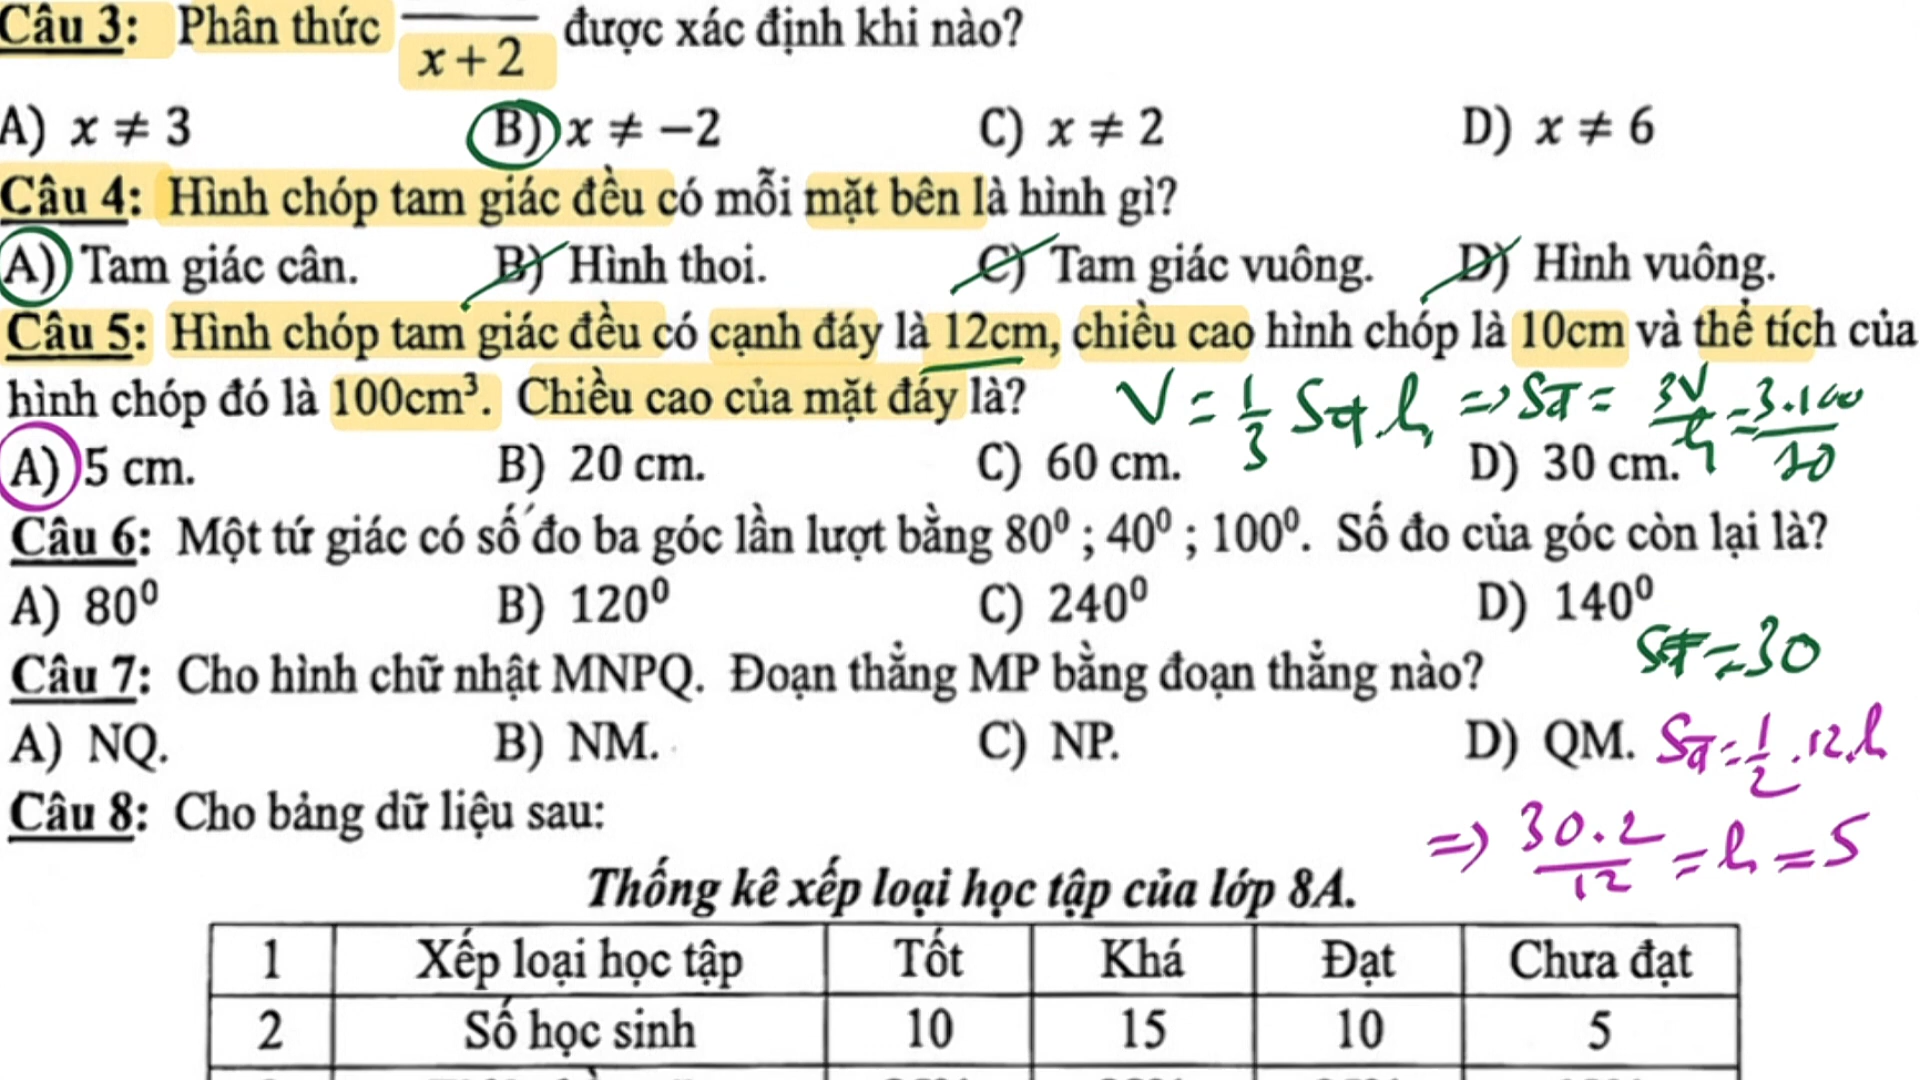 Câu 3: Phân thức —/(x + 2) được xác định khi nào?
A) x ≠ 3 B) x ≠ −2 C) x ≠ 2 D) x ≠ 6
Câu 4: Hình chóp tam giác đều có mỗi mặt bên là hình gì?
A) Tam giác cân. B) Hình thoi. C) Tam giác vuông. D) Hình vuông.
Câu 5: Hình chóp tam giác đều có cạnh đáy là 12cm, chiều cao hình chóp là 10cm và thể tích của
hình chóp đó là 100cm³. Chiều cao của mặt đáy là?
V = 1/3 Sđ.h => Sđ = 3V/h = 3.100/10
A) 5 cm. B) 20 cm. C) 60 cm. D) 30 cm.
Câu 6: Một tứ giác có số đo ba góc lần lượt bằng 80⁰ ; 40⁰ ; 100⁰. Số đo của góc còn lại là?
A) 80⁰ B) 120⁰ C) 240⁰ D) 140⁰
Sđ = 30
Câu 7: Cho hình chữ nhật MNPQ. Đoạn thẳng MP bằng đoạn thẳng nào?
A) NQ. B) NM. C) NP. D) QM.
Sđ = 1/2 .12.h
Câu 8: Cho bảng dữ liệu sau:
=> 30.2/12 = h = 5
Thống kê xếp loại học tập của lớp 8A.
1 Xếp loại học tập Tốt Khá Đạt Chưa đạt
2 Số học sinh 10 15 10 5